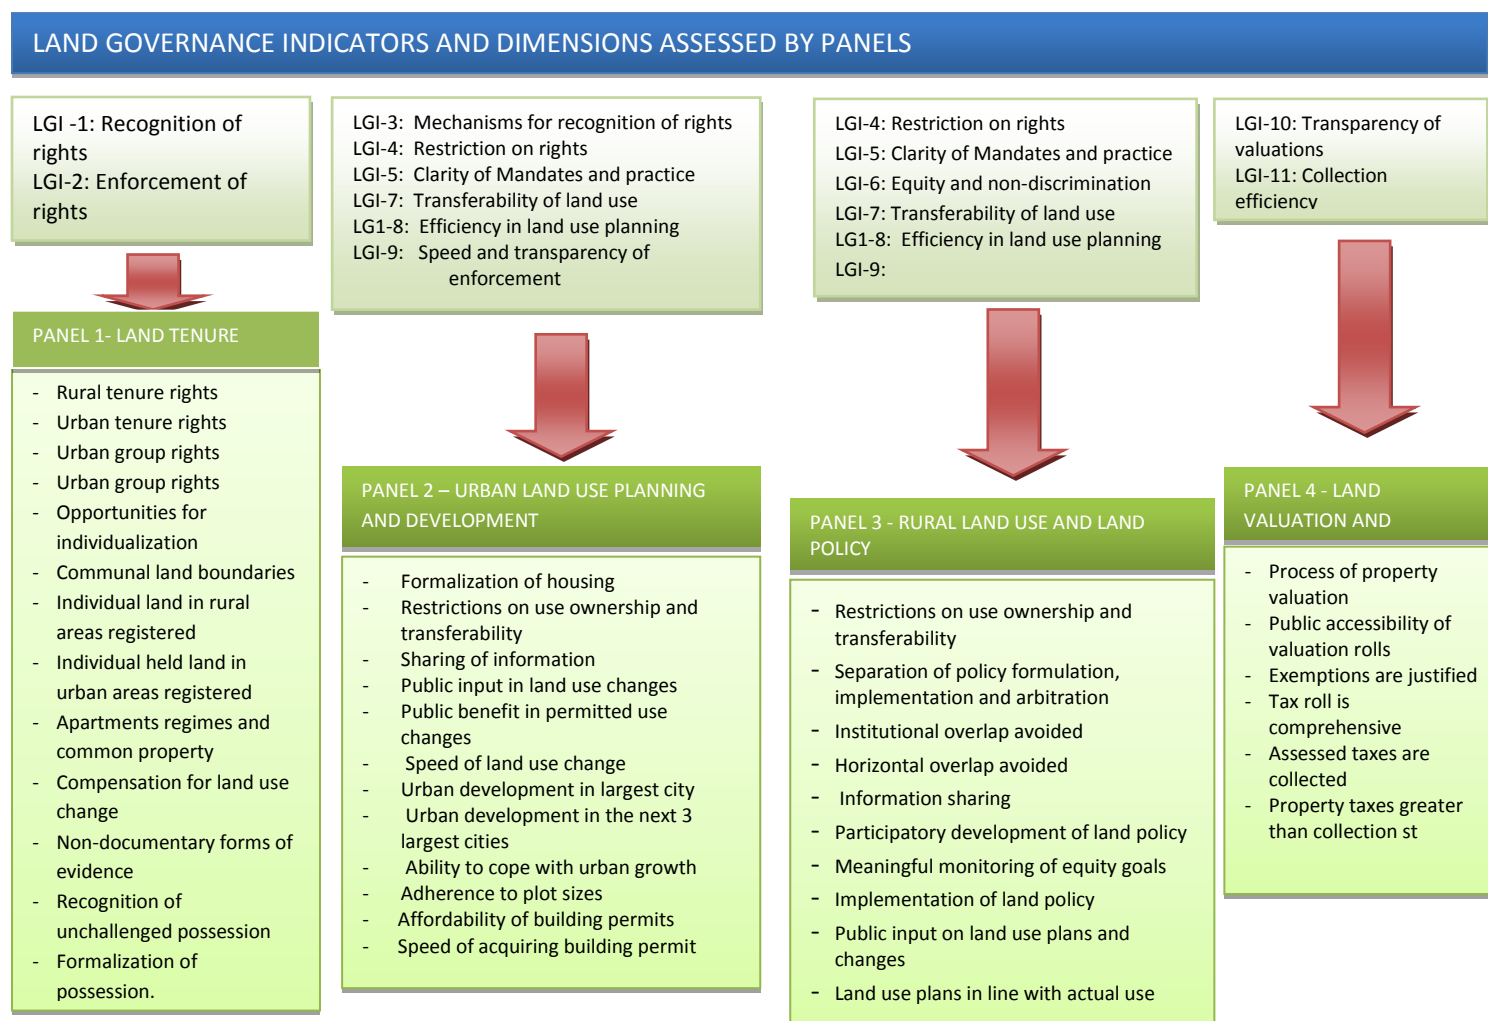 LAND GOVERNANCE INDICATORS AND DIMENSIONS ASSESSED BY PANELS
LGI -1: Recognition of
rights
LGI-2: Enforcement of
rights
PANEL 1- LAND TENURE
- Rural tenure rights
- Urban tenure rights
- Urban group rights
- Urban group rights
- Opportunities for
individualization
- Communal land boundaries
- Individual land in rural
areas registered
- Individual held land in
urban areas registered
- Apartments regimes and
common property
- Compensation for land use
change
- Non-documentary forms of
evidence
- Recognition of
unchallenged possession
- Formalization of
possession.
LGI-3: Mechanisms for recognition of rights
LGI-4: Restriction on rights
LGI-5: Clarity of Mandates and practice
LGI-7: Transferability of land use
LG1-8: Efficiency in land use planning
LGI-9: Speed and transparency of
enforcement
PANEL 2 – URBAN LAND USE PLANNING
AND DEVELOPMENT
- Formalization of housing
- Restrictions on use ownership and
transferability
- Sharing of information
- Public input in land use changes
- Public benefit in permitted use
changes
- Speed of land use change
- Urban development in largest city
- Urban development in the next 3
largest cities
- Ability to cope with urban growth
- Adherence to plot sizes
- Affordability of building permits
- Speed of acquiring building permit
LGI-4: Restriction on rights
LGI-5: Clarity of Mandates and practice
LGI-6: Equity and non-discrimination
LGI-7: Transferability of land use
LG1-8: Efficiency in land use planning
LGI-9:
PANEL 3 - RURAL LAND USE AND LAND
POLICY
- Restrictions on use ownership and
transferability
- Separation of policy formulation,
implementation and arbitration
- Institutional overlap avoided
- Horizontal overlap avoided
- Information sharing
- Participatory development of land policy
- Meaningful monitoring of equity goals
- Implementation of land policy
- Public input on land use plans and
changes
- Land use plans in line with actual use
LGI-10: Transparency of
valuations
LGI-11: Collection
efficiency
PANEL 4 - LAND
VALUATION AND
- Process of property
valuation
- Public accessibility of
valuation rolls
- Exemptions are justified
- Tax roll is
comprehensive
- Assessed taxes are
collected
- Property taxes greater
than collection st